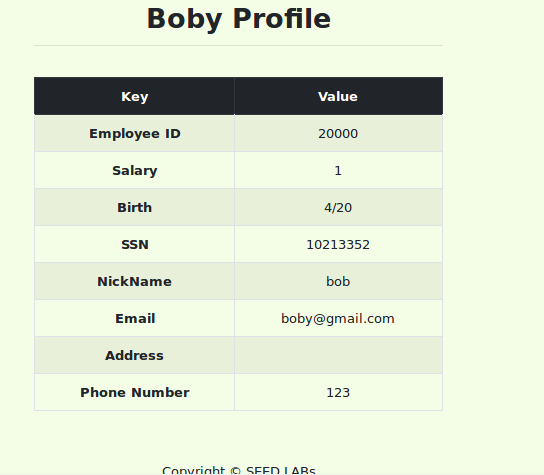 Boby Profile
Key Value
Employee ID 20000
Salary 1
Birth 4/20
SSN 10213352
NickName bob
Email boby@gmail.com
Address
Phone Number 123
Copyright © SEED LABs